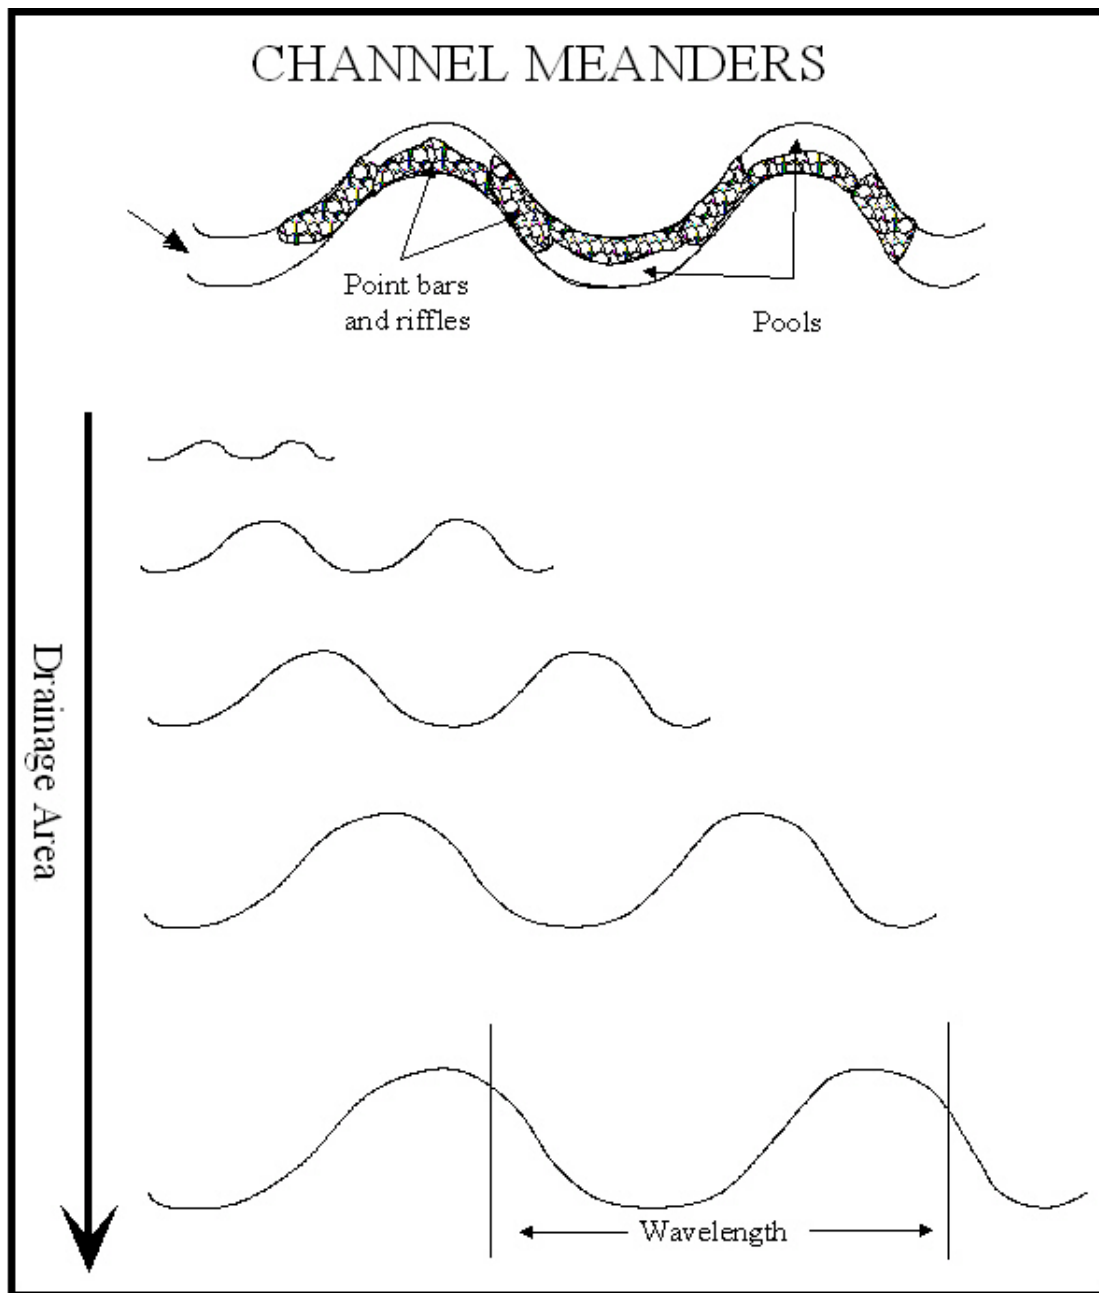 CHANNEL MEANDERS
Point bars
and riffles
Pools
Drainage Area
Wavelength